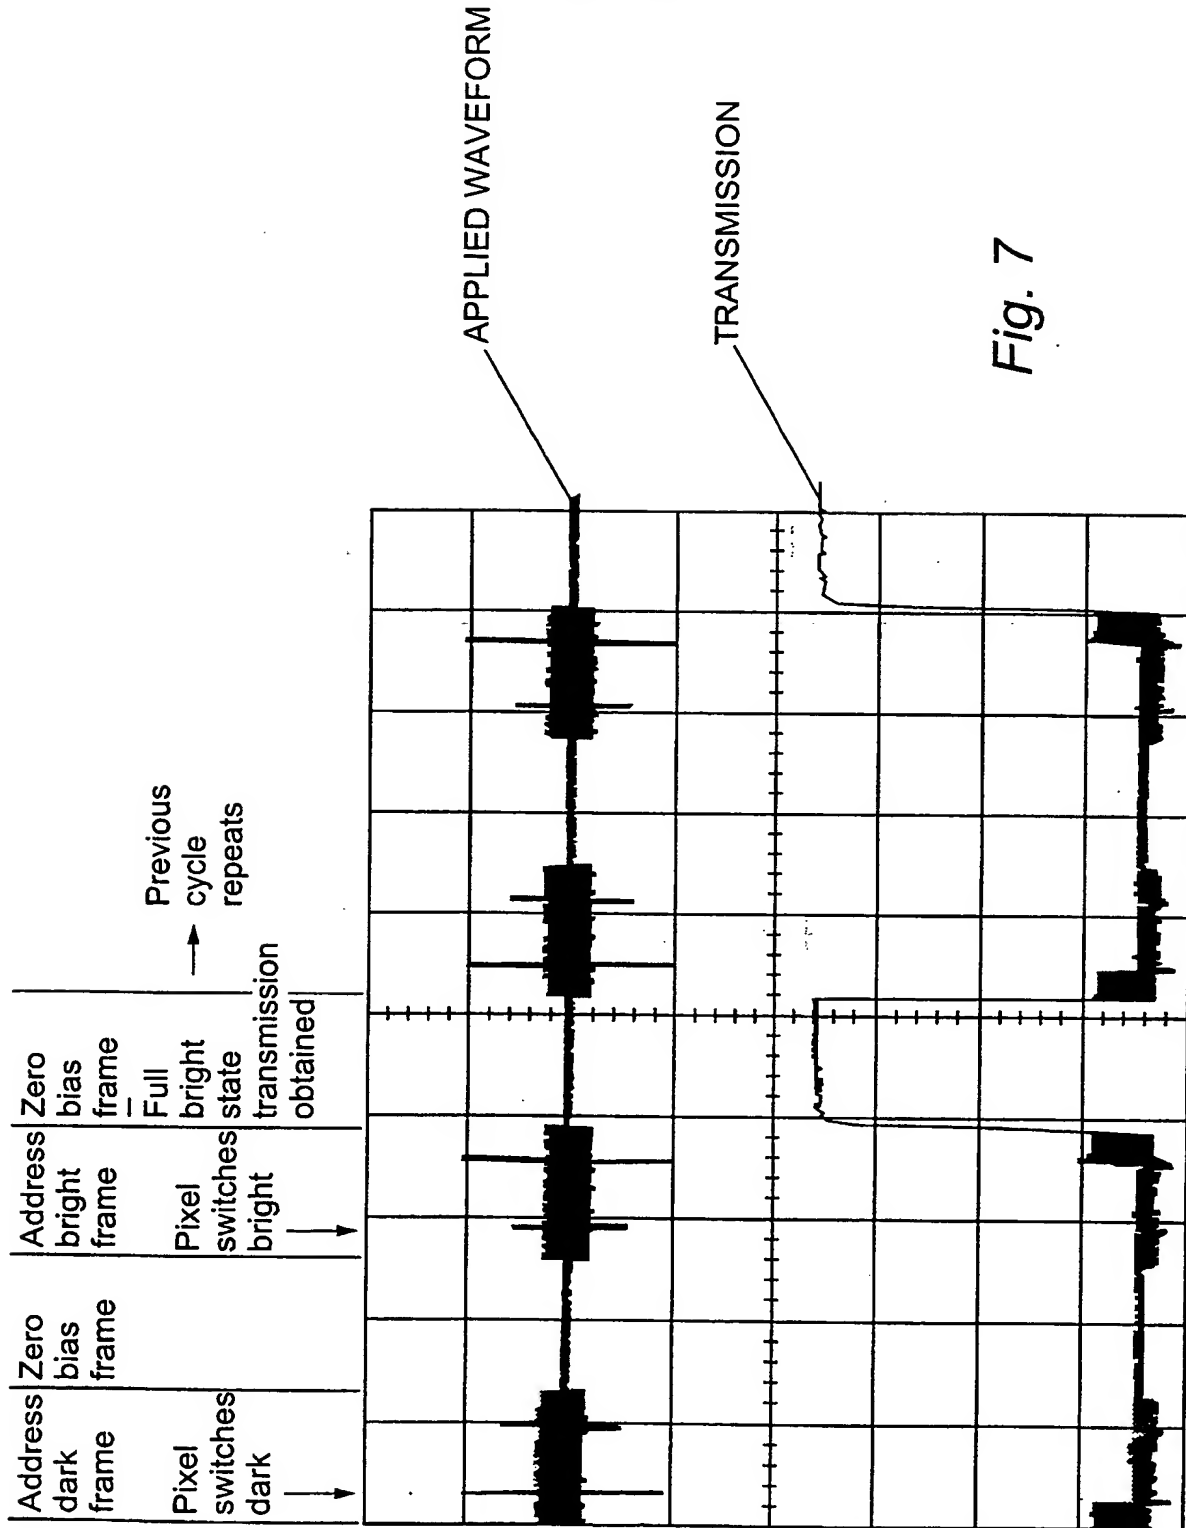 Address
dark
frame
Pixel
switches
dark
Zero
bias
frame
Address
bright
frame
Pixel
switches
bright
Zero
bias
frame
Full
bright
state
transmission
obtained
Previous
cycle
repeats
APPLIED WAVEFORM
TRANSMISSION
Fig. 7